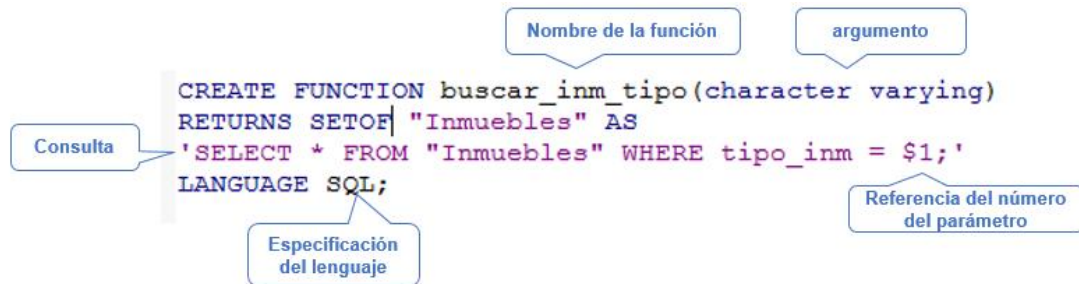 Nombre de la función
argumento
CREATE FUNCTION buscar_inm_tipo(character varying)
RETURNS SETOF "Inmuebles" AS
Consulta
'SELECT * FROM "Inmuebles" WHERE tipo_inm = $1;'
LANGUAGE SQL;
Referencia del número
del parámetro
Especificación
del lenguaje